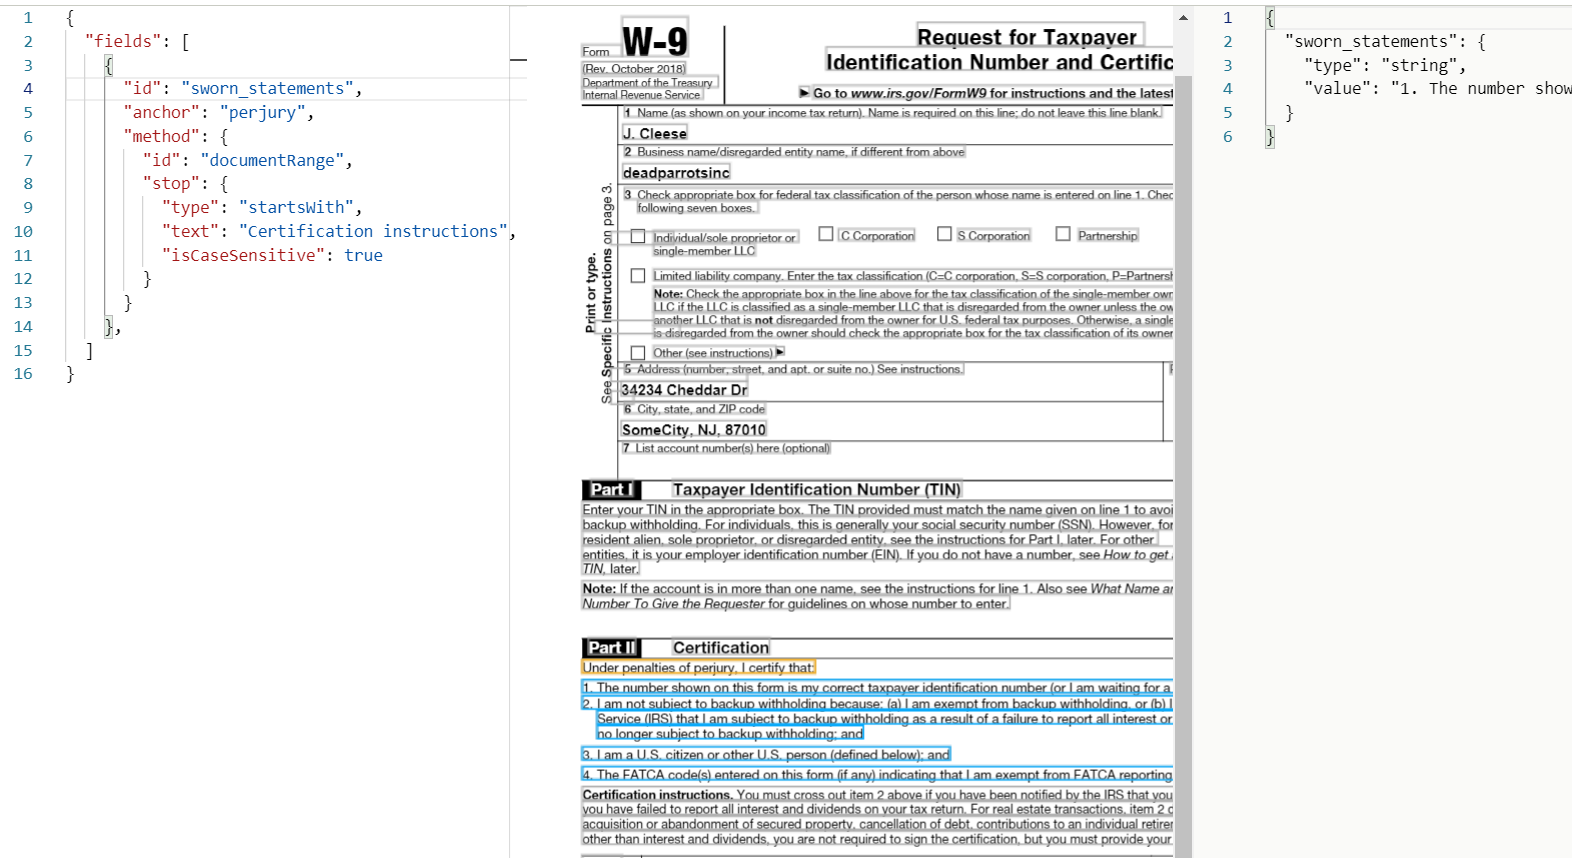 1 {
2 "fields": [
3 {
4 "id": "sworn_statements",
5 "anchor": "perjury",
6 "method": {
7 "id": "documentRange",
8 "stop": {
9 "type": "startsWith",
10 "text": "Certification instructions",
11 "isCaseSensitive": true
12 }
13 }
14 },
15 ]
16 }
Form W-9
(Rev. October 2018)
Department of the Treasury
Internal Revenue Service
Request for Taxpayer
Identification Number and Certific
▶ Go to www.irs.gov/FormW9 for instructions and the latest
Print or type.
See Specific Instructions on page 3.
1 Name (as shown on your income tax return). Name is required on this line; do not leave this line blank.
J. Cleese
2 Business name/disregarded entity name, if different from above
deadparrotsinc
3 Check appropriate box for federal tax classification of the person whose name is entered on line 1. Chec
following seven boxes.
Individual/sole proprietor or
single-member LLC
C Corporation
S Corporation
Partnership
Limited liability company. Enter the tax classification (C=C corporation, S=S corporation, P=Partnersh
Note: Check the appropriate box in the line above for the tax classification of the single-member own
LLC if the LLC is classified as a single-member LLC that is disregarded from the owner unless the ow
another LLC that is not disregarded from the owner for U.S. federal tax purposes. Otherwise, a single
is disregarded from the owner should check the appropriate box for the tax classification of its owner
Other (see instructions) ▶
5 Address (number, street, and apt. or suite no.) See instructions.
34234 Cheddar Dr
6 City, state, and ZIP code
SomeCity, NJ, 87010
7 List account number(s) here (optional)
Part I Taxpayer Identification Number (TIN)
Enter your TIN in the appropriate box. The TIN provided must match the name given on line 1 to avoi
backup withholding. For individuals, this is generally your social security number (SSN). However, for
resident alien, sole proprietor, or disregarded entity, see the instructions for Part I, later. For other
entities, it is your employer identification number (EIN). If you do not have a number, see How to get
TIN, later.
Note: If the account is in more than one name, see the instructions for line 1. Also see What Name an
Number To Give the Requester for guidelines on whose number to enter.
Part II Certification
Under penalties of perjury, I certify that:
1. The number shown on this form is my correct taxpayer identification number (or I am waiting for a
2. I am not subject to backup withholding because: (a) I am exempt from backup withholding, or (b) I
Service (IRS) that I am subject to backup withholding as a result of a failure to report all interest or
no longer subject to backup withholding; and
3. I am a U.S. citizen or other U.S. person (defined below); and
4. The FATCA code(s) entered on this form (if any) indicating that I am exempt from FATCA reporting
Certification instructions. You must cross out item 2 above if you have been notified by the IRS that you
you have failed to report all interest and dividends on your tax return. For real estate transactions, item 2 d
acquisition or abandonment of secured property, cancellation of debt, contributions to an individual retirer
other than interest and dividends, you are not required to sign the certification, but you must provide your
1 {
2 "sworn_statements": {
3 "type": "string",
4 "value": "1. The number show
5 }
6 }